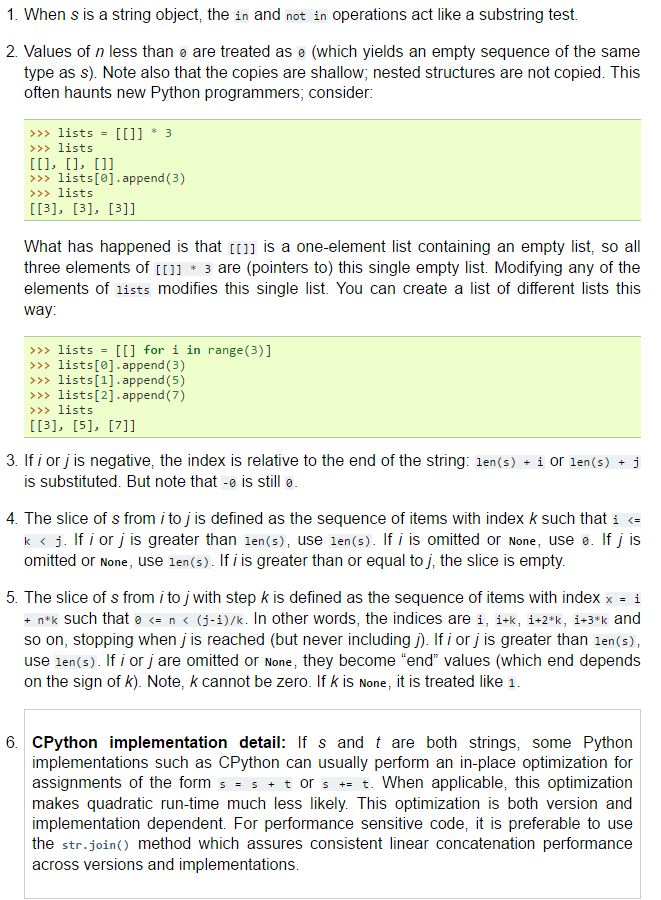 1. When s is a string object, the in and not in operations act like a substring test.
2. Values of n less than 0 are treated as 0 (which yields an empty sequence of the same
type as s). Note also that the copies are shallow; nested structures are not copied. This
often haunts new Python programmers; consider:
>>> lists = [[]] * 3
>>> lists
[[], [], []]
>>> lists[0].append(3)
>>> lists
[[3], [3], [3]]
What has happened is that [[]] is a one-element list containing an empty list, so all
three elements of [[]] * 3 are (pointers to) this single empty list. Modifying any of the
elements of lists modifies this single list. You can create a list of different lists this
way:
>>> lists = [[] for i in range(3)]
>>> lists[0].append(3)
>>> lists[1].append(5)
>>> lists[2].append(7)
>>> lists
[[3], [5], [7]]
3. If i or j is negative, the index is relative to the end of the string: len(s) + i or len(s) + j
is substituted. But note that -0 is still 0.
4. The slice of s from i to j is defined as the sequence of items with index k such that i <=
k < j. If i or j is greater than len(s), use len(s). If i is omitted or None, use 0. If j is
omitted or None, use len(s). If i is greater than or equal to j, the slice is empty.
5. The slice of s from i to j with step k is defined as the sequence of items with index x = i
+ n*k such that 0 <= n < (j-i)/k. In other words, the indices are i, i+k, i+2*k, i+3*k and
so on, stopping when j is reached (but never including j). If i or j is greater than len(s),
use len(s). If i or j are omitted or None, they become “end” values (which end depends
on the sign of k). Note, k cannot be zero. If k is None, it is treated like 1.
6. CPython implementation detail: If s and t are both strings, some Python
implementations such as CPython can usually perform an in-place optimization for
assignments of the form s = s + t or s += t. When applicable, this optimization
makes quadratic run-time much less likely. This optimization is both version and
implementation dependent. For performance sensitive code, it is preferable to use
the str.join() method which assures consistent linear concatenation performance
across versions and implementations.